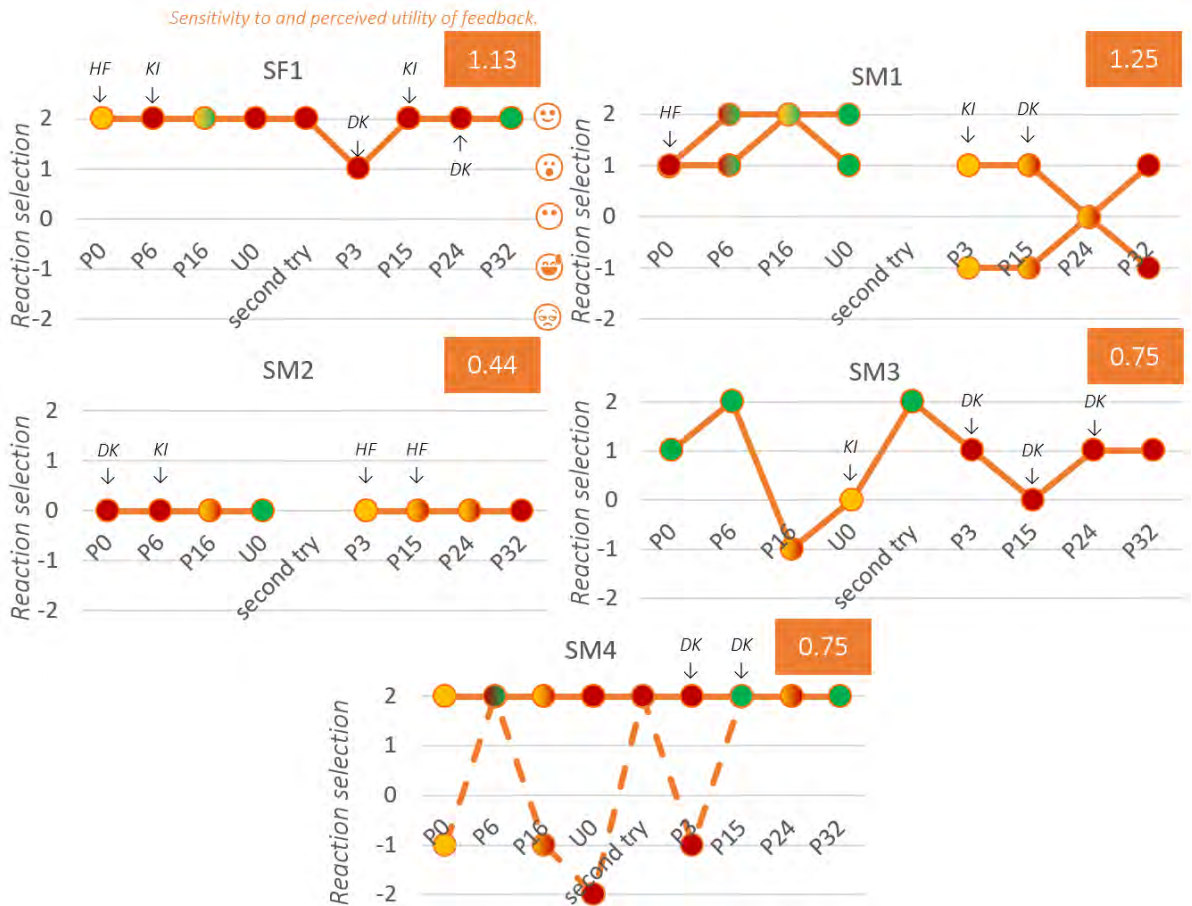 Sensitivity to and perceived utility of feedback.
SF1
1.13
HF
KI
DK
KI
DK
Reaction selection
2
1
0
-1
-2
P0
P6
P16
U0
second try
P3
P15
P24
P32
SM1
1.25
HF
KI
DK
Reaction selection
2
1
0
-1
-2
P0
P6
P16
U0
second try
P3
P15
P24
P32
SM2
0.44
DK
KI
HF
HF
Reaction selection
2
1
0
-1
-2
P0
P6
P16
U0
second try
P3
P15
P24
P32
SM3
0.75
KI
DK
DK
DK
Reaction selection
2
1
0
-1
-2
P0
P6
P16
U0
second try
P3
P15
P24
P32
SM4
0.75
DK
DK
Reaction selection
2
1
0
-1
-2
P0
P6
P16
U0
second try
P3
P15
P24
P32